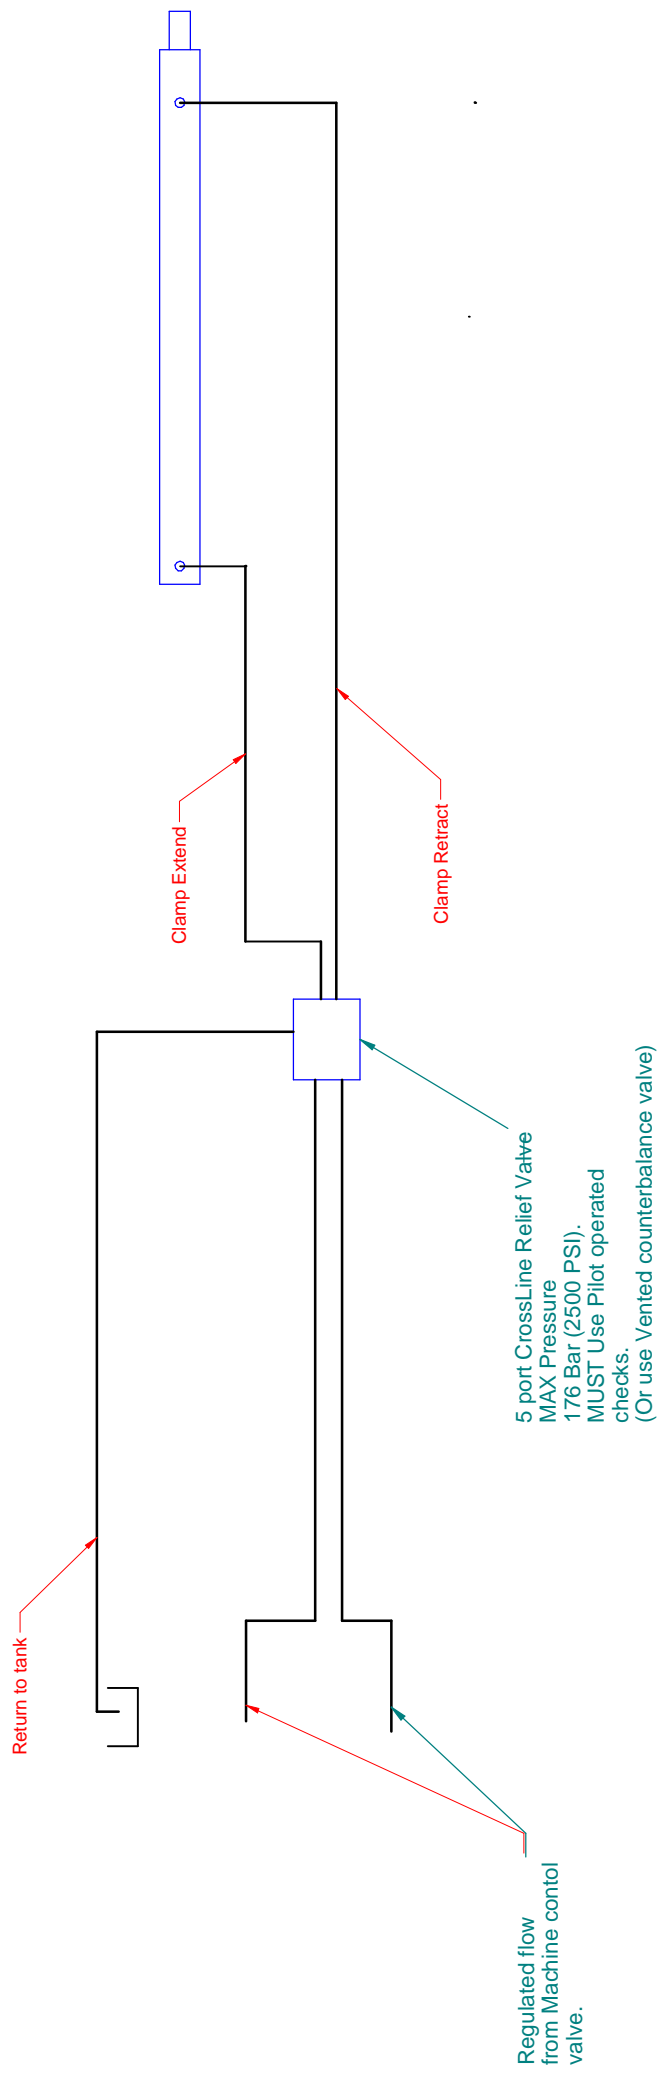 Return to tank
Clamp Extend
Clamp Retract
5 port CrossLine Relief Valve
MAX Pressure
176 Bar (2500 PSI).
MUST Use Pilot operated
checks.
(Or use Vented counterbalance valve)
Regulated flow
from Machine contol
valve.